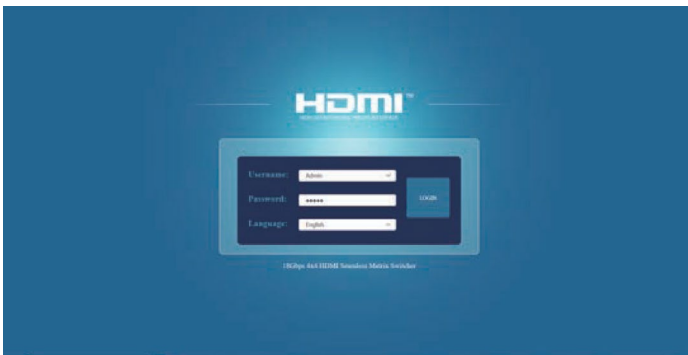 HDMI™
Username: Admin
Password: •••••
LOGIN
Language: English
18Gbps 4x4 HDMI Seamless Matrix Switcher